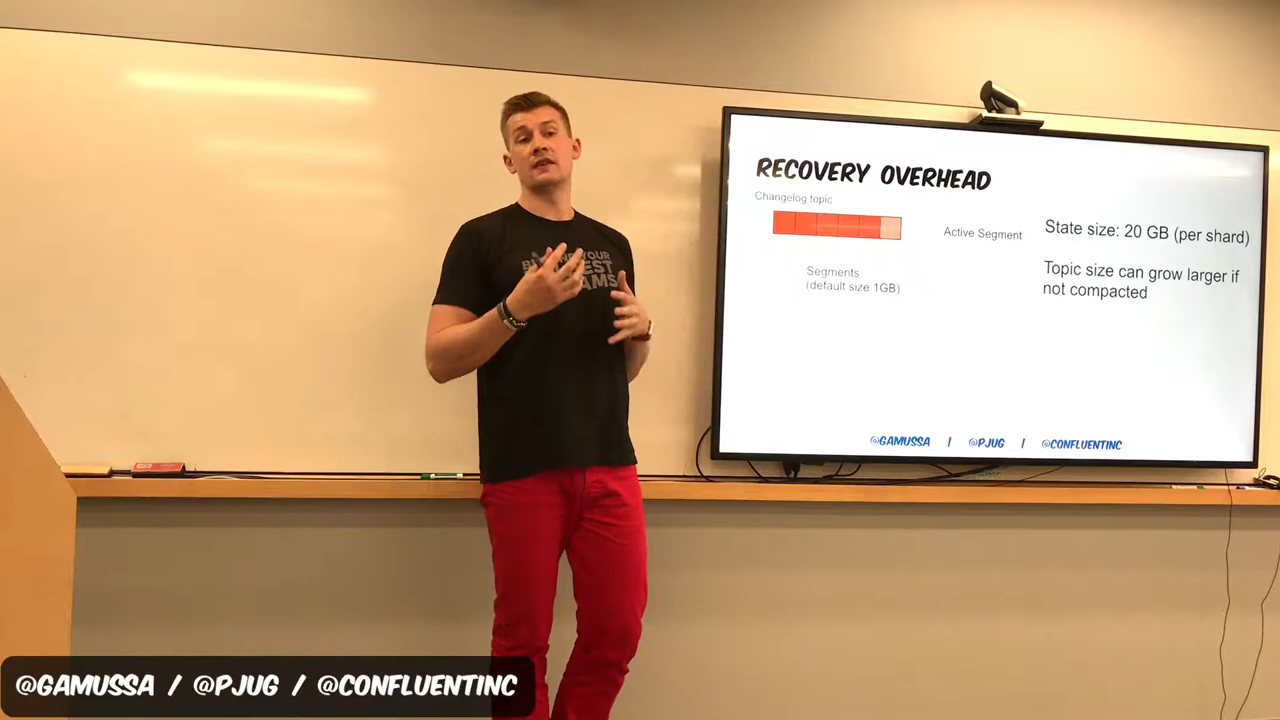 RECOVERY OVERHEAD
Changelog topic
Active Segment
Segments
(default size 1GB)
State size: 20 GB (per shard)
Topic size can grow larger if
not compacted
@GAMUSSA / @PJUG / @CONFLUENTINC
@GAMUSSA / @PJUG / @CONFLUENTINC